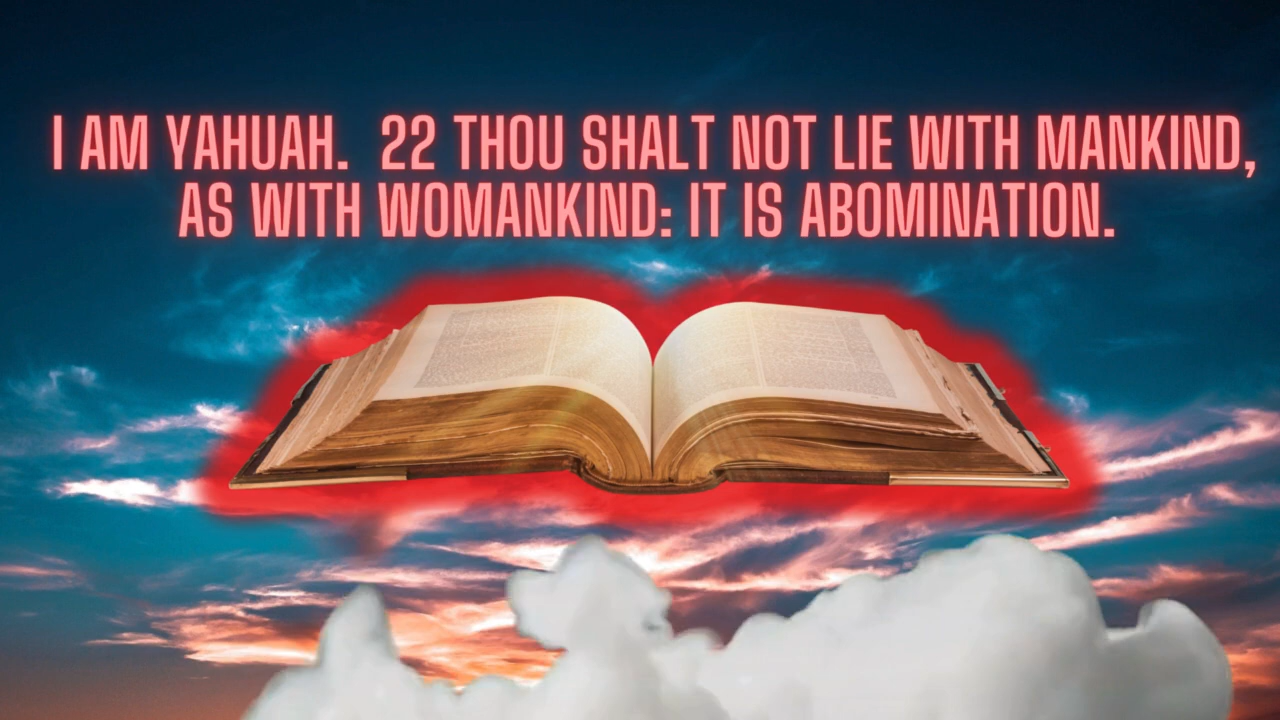 I AM YAHUAH.  22 THOU SHALT NOT LIE WITH MANKIND,
AS WITH WOMANKIND: IT IS ABOMINATION.